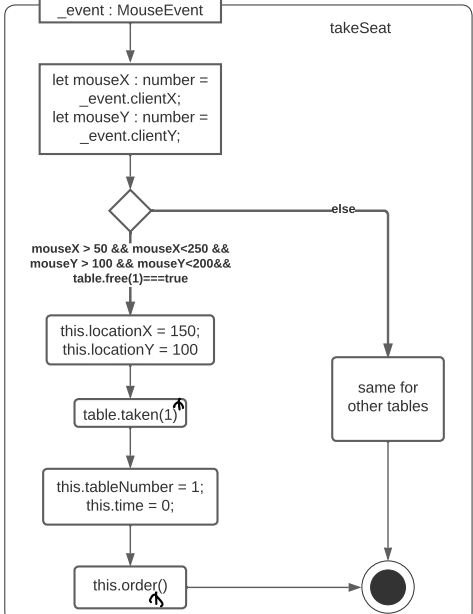 _event : MouseEvent
takeSeat
let mouseX : number =
_event.clientX;
let mouseY : number =
_event.clientY;
else
mouseX > 50 && mouseX<250 &&
mouseY > 100 && mouseY<200&&
table.free(1)===true
this.locationX = 150;
this.locationY = 100
same for
other tables
table.taken(1)
this.tableNumber = 1;
this.time = 0;
this.order()